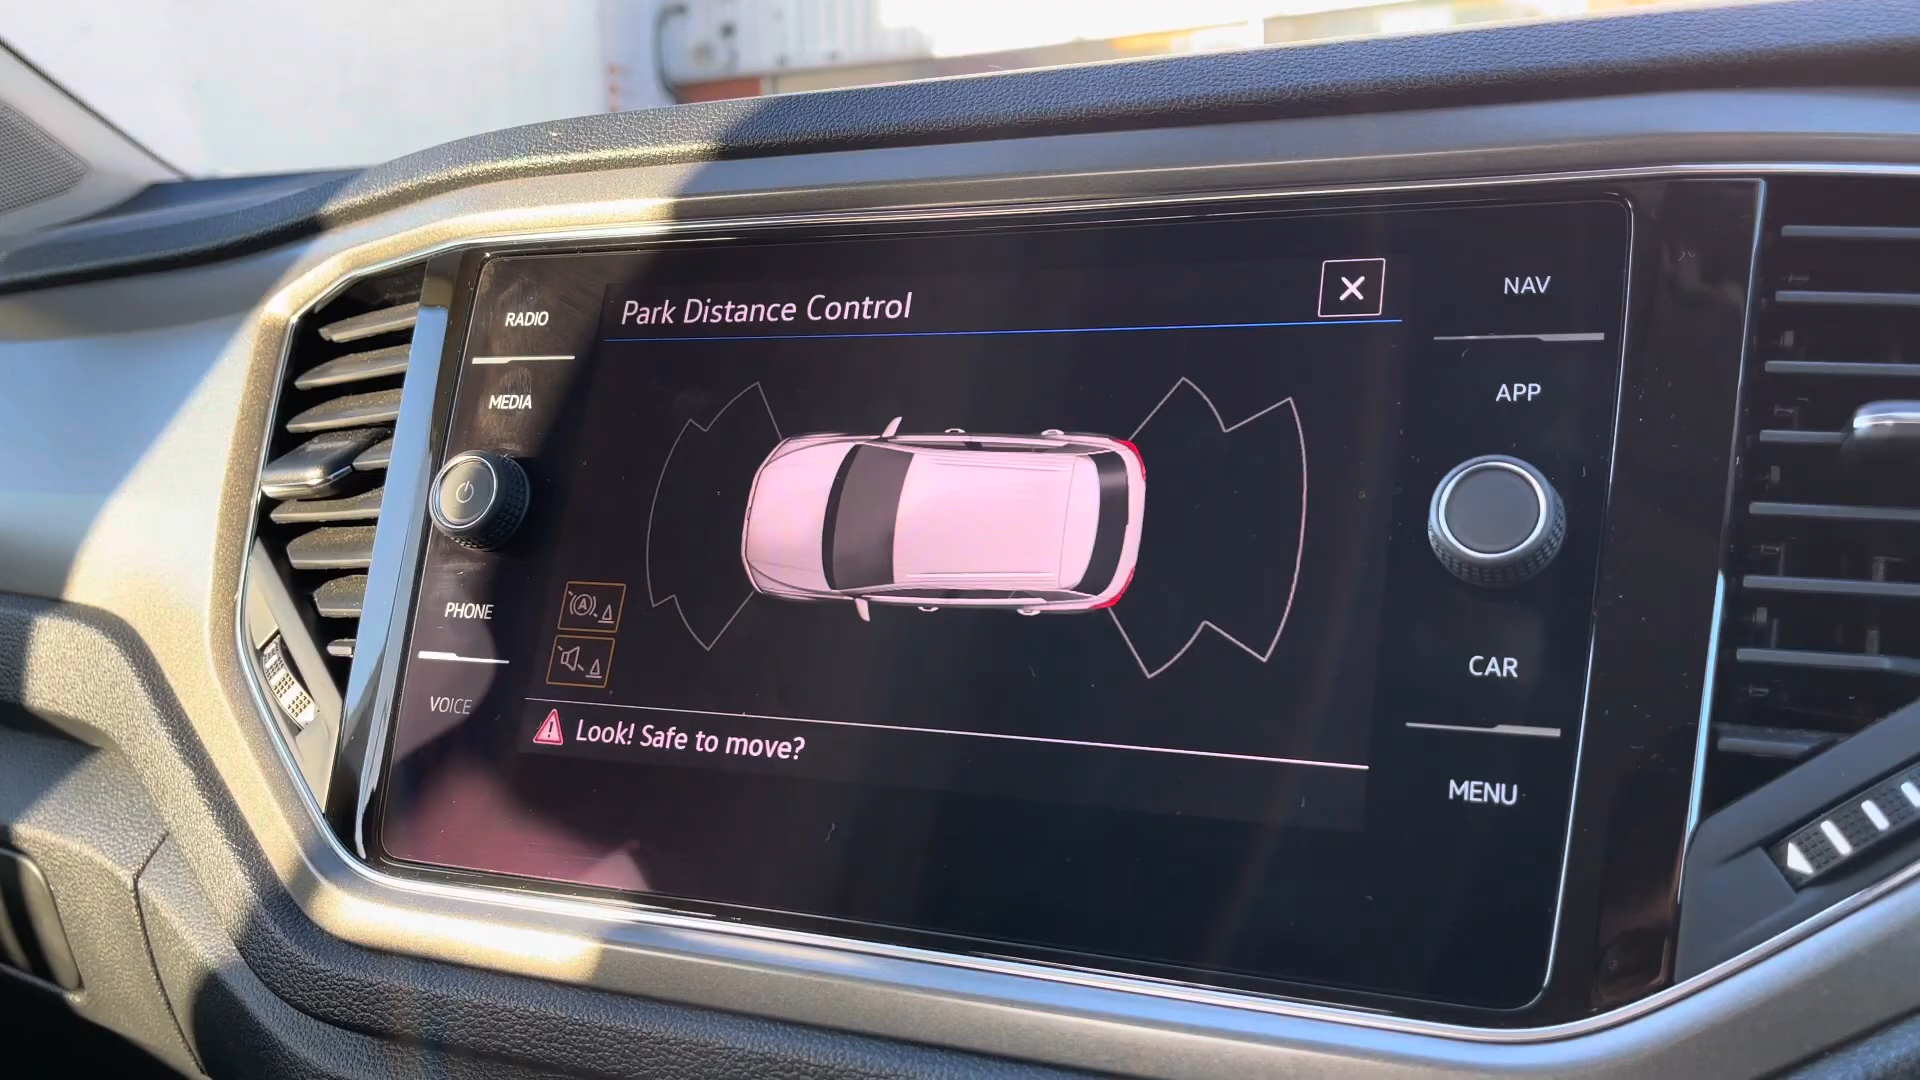 Park Distance Control
RADIO
MEDIA
PHONE
VOICE
NAV
APP
CAR
MENU
A
Look! Safe to move?